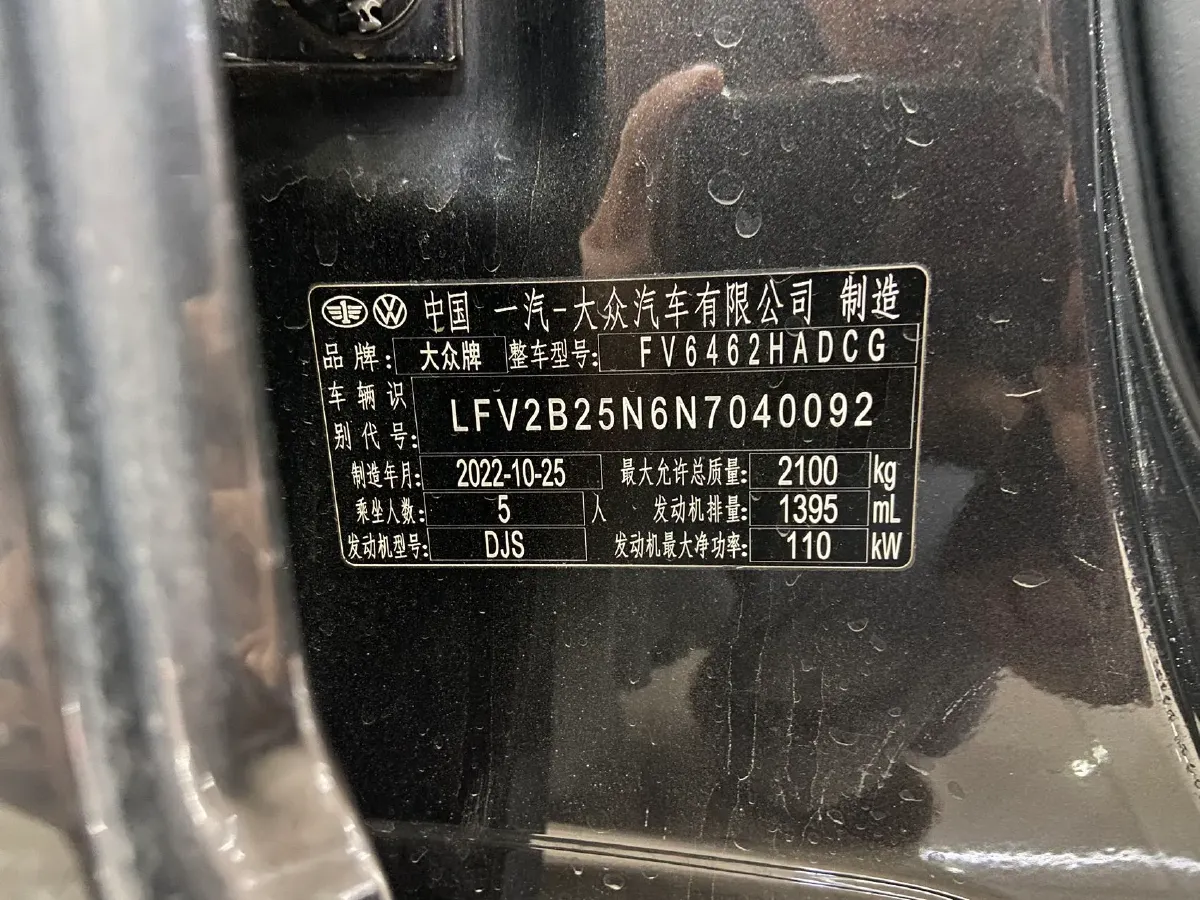 中国 一汽-大众汽车有限公司 制造
品牌: 大众牌 整车型号: FV6462HADCG
车辆识别代号: LFV2B25N6N7040092
制造年月: 2022-10-25 最大允许总质量: 2100 kg
乘坐人数: 5 人 发动机排量: 1395 mL
发动机型号: DJS 发动机最大净功率: 110 kW